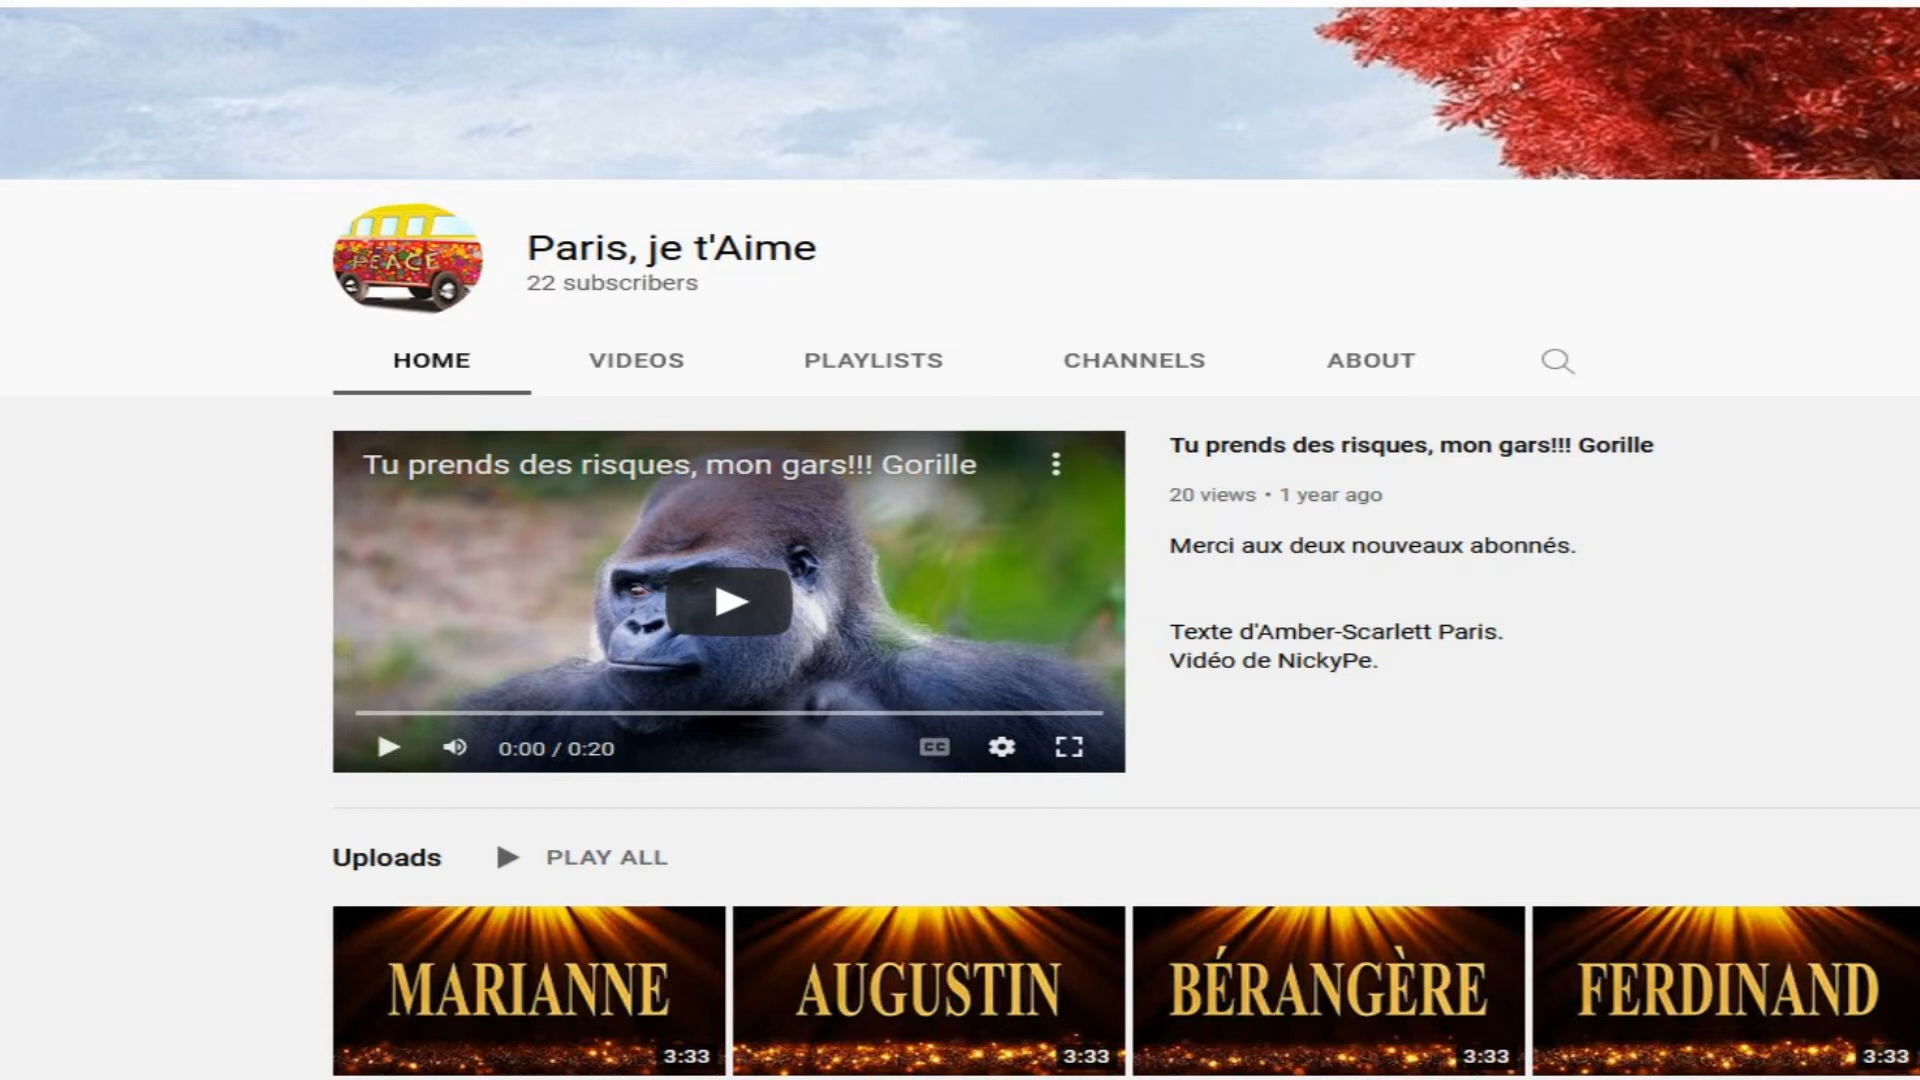 PEACE
Paris, je t'Aime
22 subscribers
HOME VIDEOS PLAYLISTS CHANNELS ABOUT
Tu prends des risques, mon gars!!! Gorille
0:00 / 0:20
CC
Tu prends des risques, mon gars!!! Gorille
20 views • 1 year ago
Merci aux deux nouveaux abonnés.
Texte d'Amber-Scarlett Paris.
Vidéo de NickyPe.
Uploads PLAY ALL
MARIANNE
3:33
AUGUSTIN
3:33
BÉRANGÈRE
3:33
FERDINAND
3:33